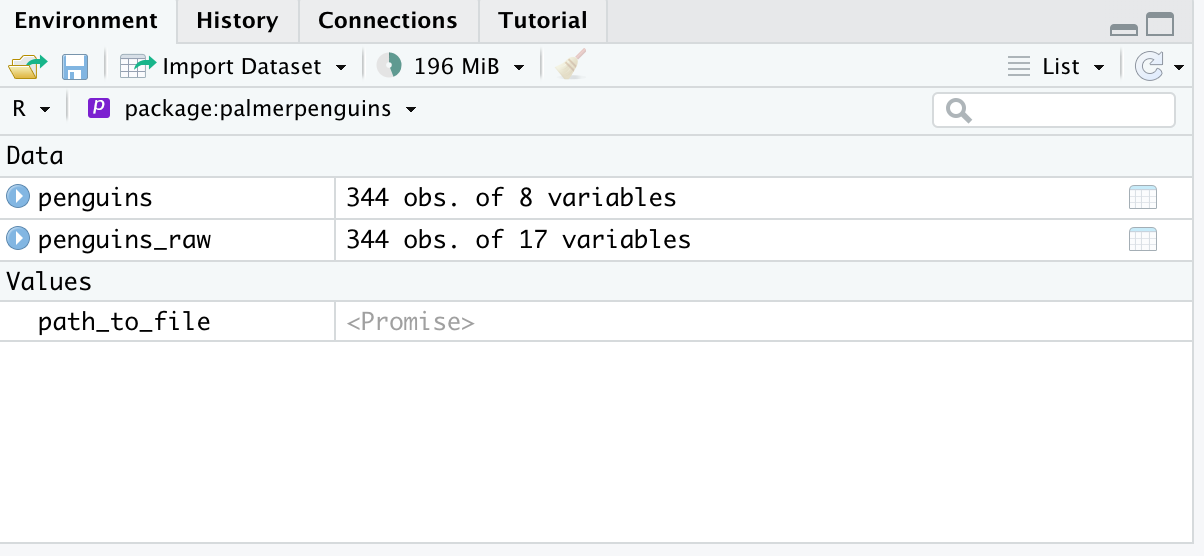 Environment History Connections Tutorial
Import Dataset 196 MiB List
R P package:palmerpenguins
Data
penguins 344 obs. of 8 variables
penguins_raw 344 obs. of 17 variables
Values
path_to_file <Promise>